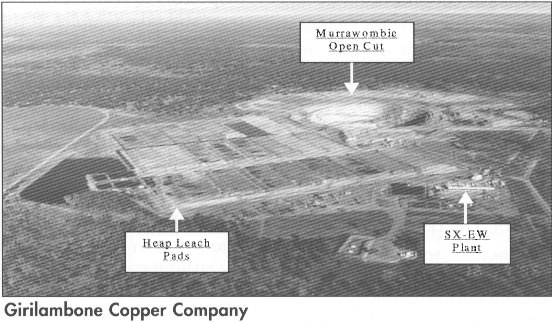 Murrawombie
Open Cut
Heap Leach
Pads
SX-EW
Plant
Girilambone Copper Company